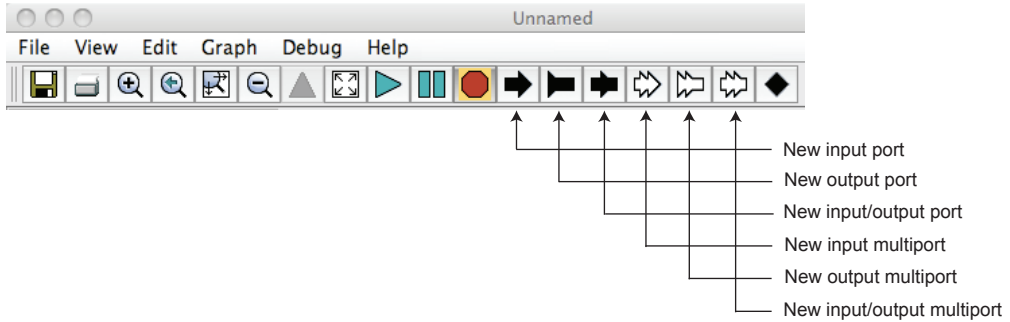 Unnamed
File View Edit Graph Debug Help
New input port
New output port
New input/output port
New input multiport
New output multiport
New input/output multiport